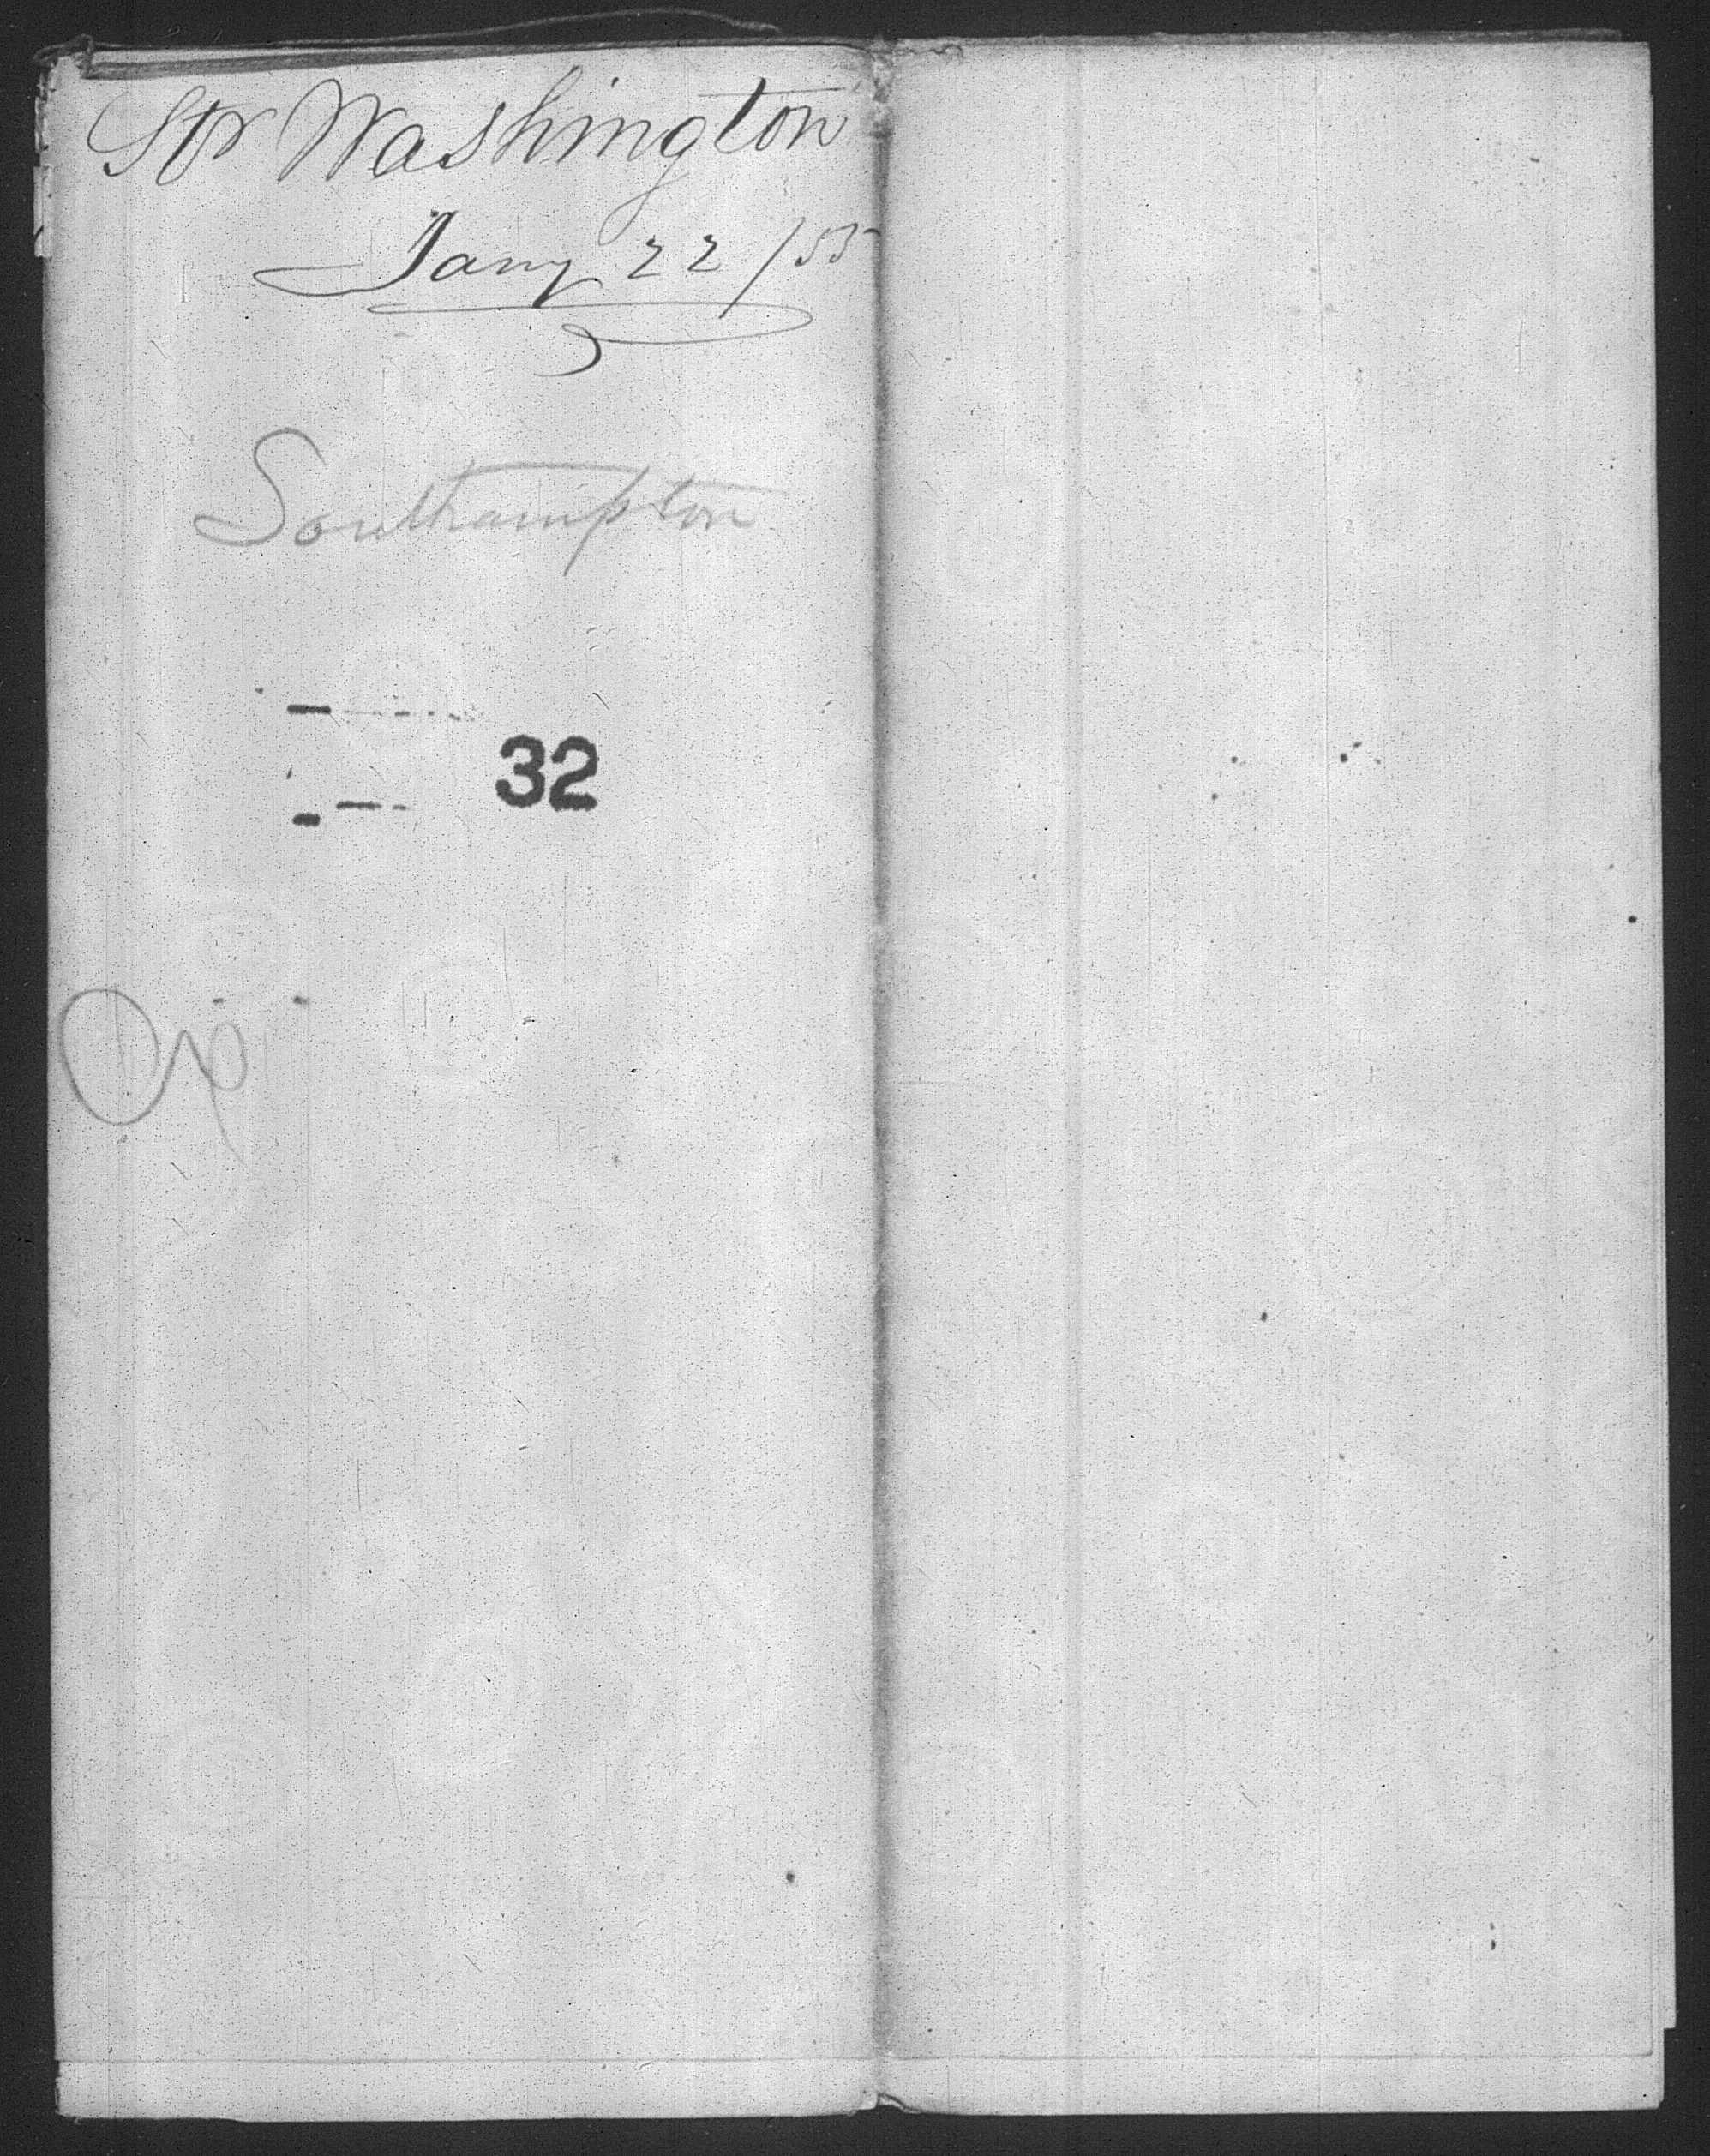 Str Washington
Jany 22/55
Southampton
32